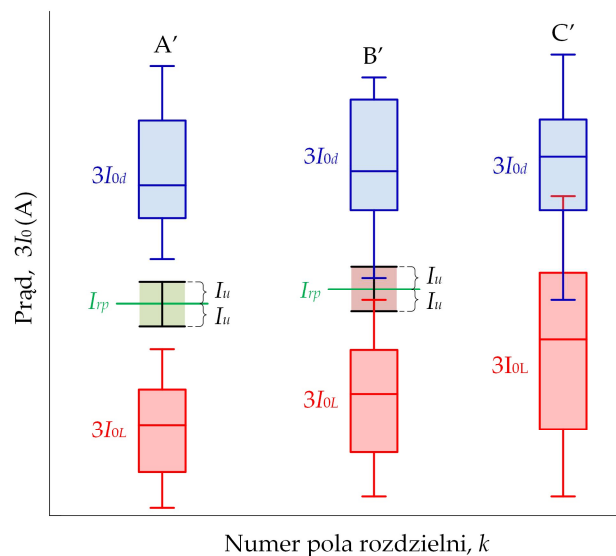 A′
B′
C′
3I0d
3I0d
3I0d
Iu
Irp
Iu
Iu
Irp
Iu
3I0L
3I0L
3I0L
Prąd, 3I0 (A)
Numer pola rozdzielni, k